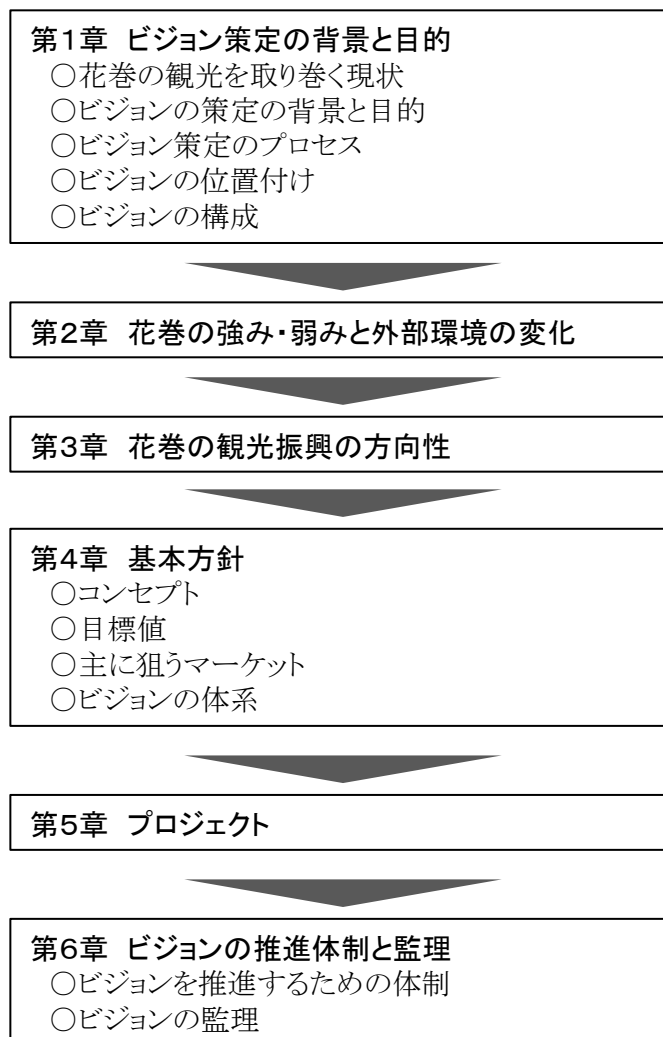 第1章 ビジョン策定の背景と目的
○花巻の観光を取り巻く現状
○ビジョンの策定の背景と目的
○ビジョン策定のプロセス
○ビジョンの位置付け
○ビジョンの構成
第2章 花巻の強み・弱みと外部環境の変化
第3章 花巻の観光振興の方向性
第4章 基本方針
○コンセプト
○目標値
○主に狙うマーケット
○ビジョンの体系
第5章 プロジェクト
第6章 ビジョンの推進体制と監理
○ビジョンを推進するための体制
○ビジョンの監理